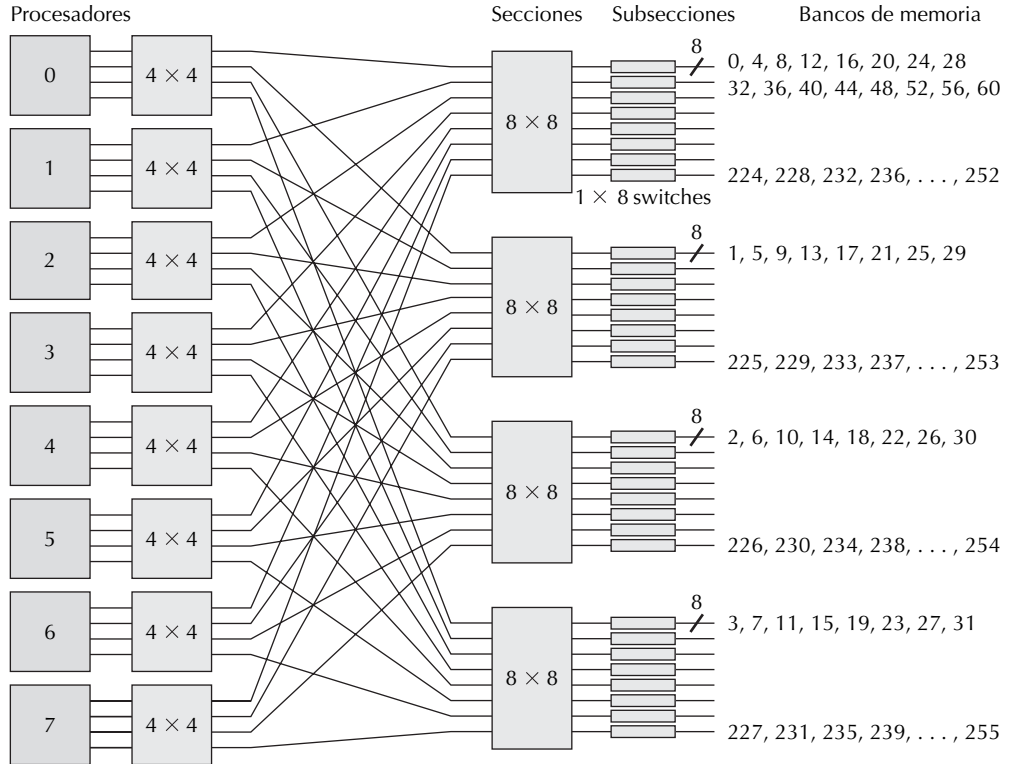 Procesadores Secciones Subsecciones Bancos de memoria
0
4 × 4
1
4 × 4
2
4 × 4
3
4 × 4
4
4 × 4
5
4 × 4
6
4 × 4
7
4 × 4
8 × 8
8
0, 4, 8, 12, 16, 20, 24, 28
32, 36, 40, 44, 48, 52, 56, 60
224, 228, 232, 236, . . . , 252
1 × 8 switches
8 × 8
8
1, 5, 9, 13, 17, 21, 25, 29
225, 229, 233, 237, . . . , 253
8 × 8
8
2, 6, 10, 14, 18, 22, 26, 30
226, 230, 234, 238, . . . , 254
8 × 8
8
3, 7, 11, 15, 19, 23, 27, 31
227, 231, 235, 239, . . . , 255